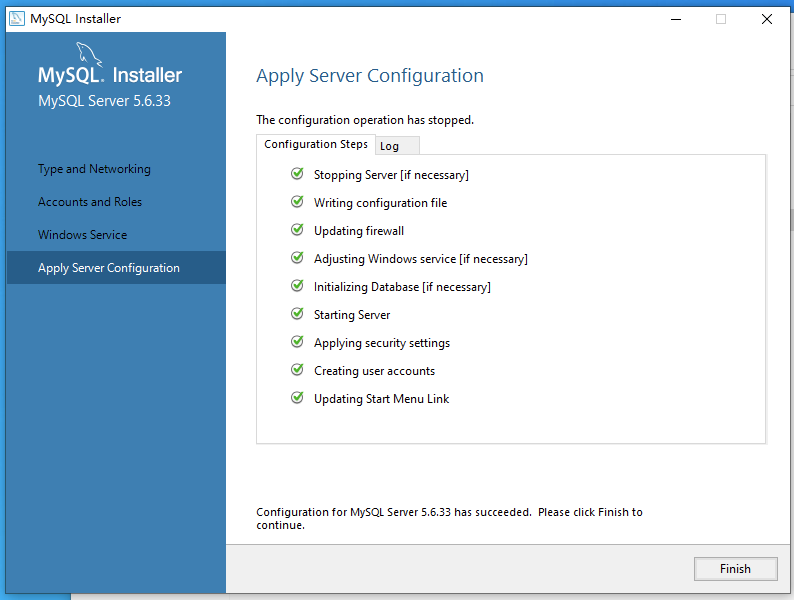 MySQL Installer
MySQL. Installer
MySQL Server 5.6.33
Type and Networking
Accounts and Roles
Windows Service
Apply Server Configuration
Apply Server Configuration
The configuration operation has stopped.
Configuration Steps Log
Stopping Server [if necessary]
Writing configuration file
Updating firewall
Adjusting Windows service [if necessary]
Initializing Database [if necessary]
Starting Server
Applying security settings
Creating user accounts
Updating Start Menu Link
Configuration for MySQL Server 5.6.33 has succeeded.  Please click Finish to
continue.
Finish